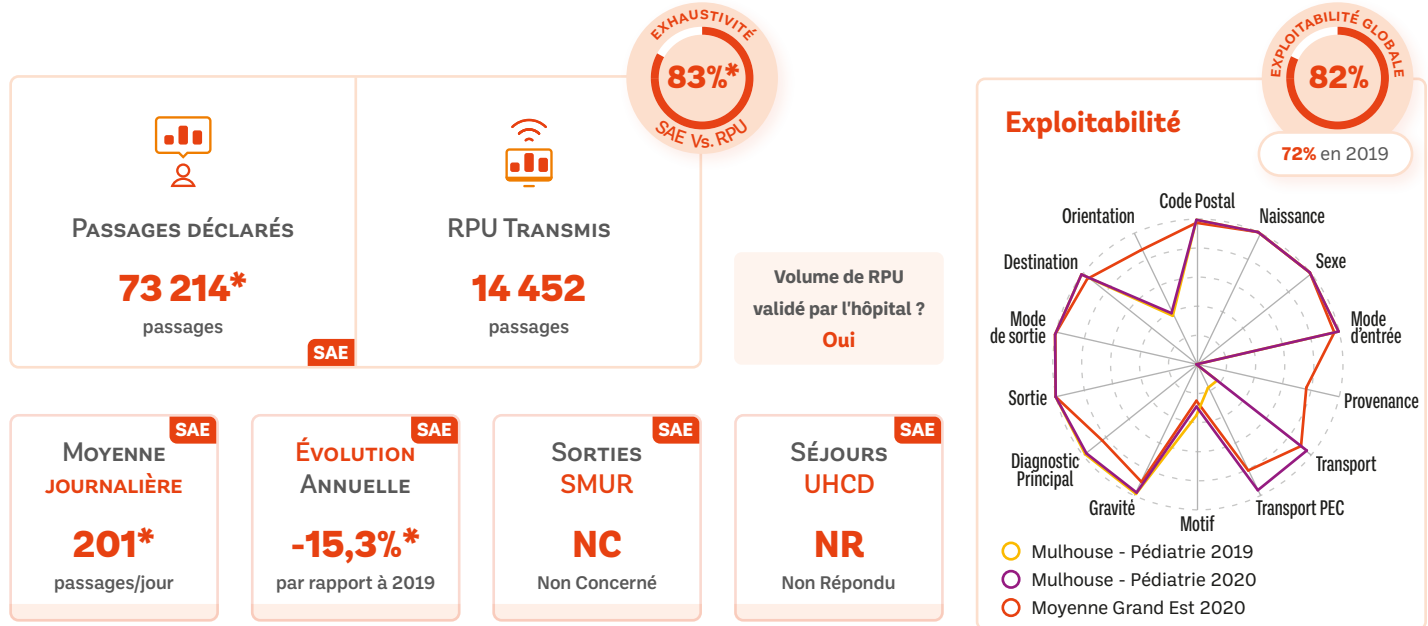 EXHAUSTIVITÉ
83%*
SAE Vs. RPU
PASSAGES DÉCLARÉS
73 214*
passages
SAE
RPU TRANSMIS
14 452
passages
Volume de RPU
validé par l'hôpital ?
Oui
SAE
MOYENNE
JOURNALIÈRE
201*
passages/jour
SAE
ÉVOLUTION
ANNUELLE
-15,3%*
par rapport à 2019
SAE
SORTIES
SMUR
NC
Non Concerné
SAE
SÉJOURS
UHCD
NR
Non Répondu
EXPLOITABILITÉ GLOBALE
82%
72% en 2019
Exploitabilité
Code Postal
Naissance
Sexe
Mode
d'entrée
Provenance
Transport
Transport PEC
Motif
Gravité
Diagnostic
Principal
Sortie
Mode
de sortie
Destination
Orientation
Mulhouse - Pédiatrie 2019
Mulhouse - Pédiatrie 2020
Moyenne Grand Est 2020